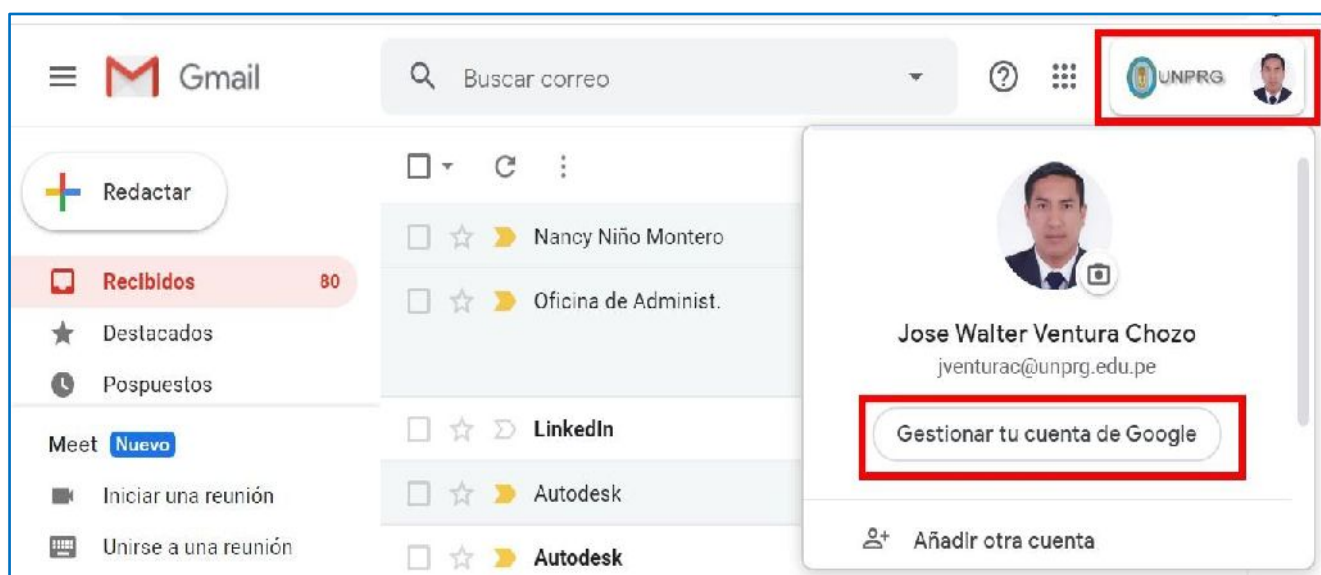 Gmail
Buscar correo
UNPRG
Redactar
Recibidos 80
Destacados
Pospuestos
Meet Nuevo
Iniciar una reunión
Unirse a una reunión
Nancy Niño Montero
Oficina de Administ.
LinkedIn
Autodesk
Autodesk
Jose Walter Ventura Chozo
jventurac@unprg.edu.pe
Gestionar tu cuenta de Google
Añadir otra cuenta